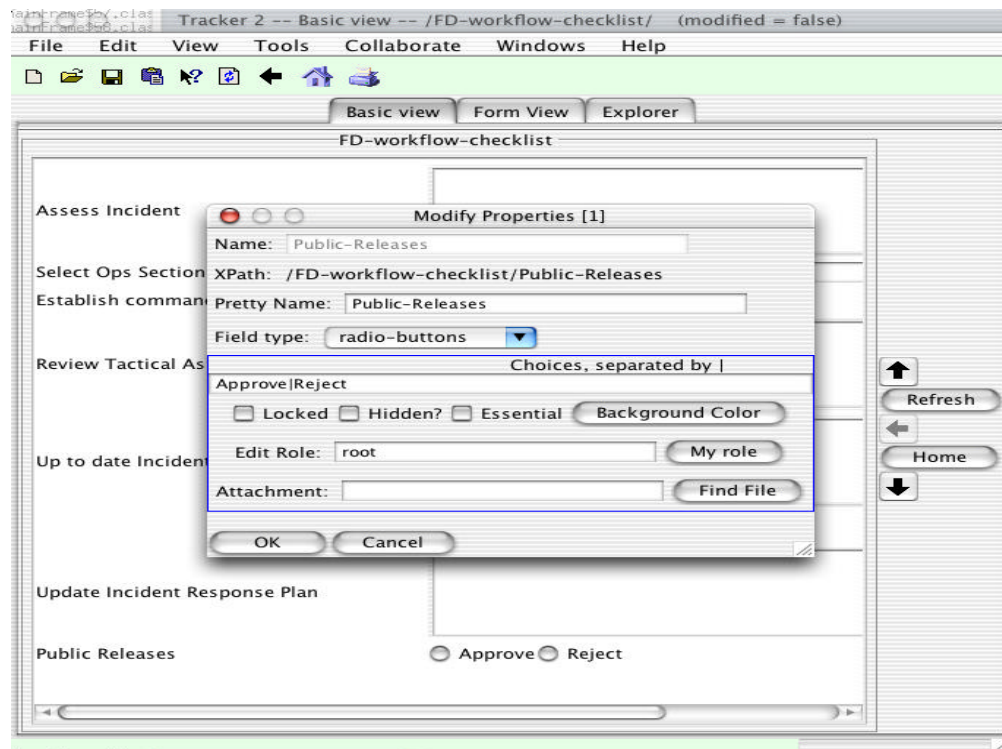 Tracker 2 -- Basic view -- /FD-workflow-checklist/ (modified = false)
File Edit View Tools Collaborate Windows Help
Basic view Form View Explorer
FD-workflow-checklist
Assess Incident
Modify Properties [1]
Name: Public-Releases
Select Ops Section
XPath: /FD-workflow-checklist/Public-Releases
Establish comman
Pretty Name: Public-Releases
Field type: radio-buttons
Review Tactical As
Choices, separated by |
Approve|Reject
Refresh
Locked Hidden? Essential Background Color
Edit Role: root My role
Up to date Inciden
Home
Attachment: Find File
OK Cancel
Update Incident Response Plan
Public Releases Approve Reject